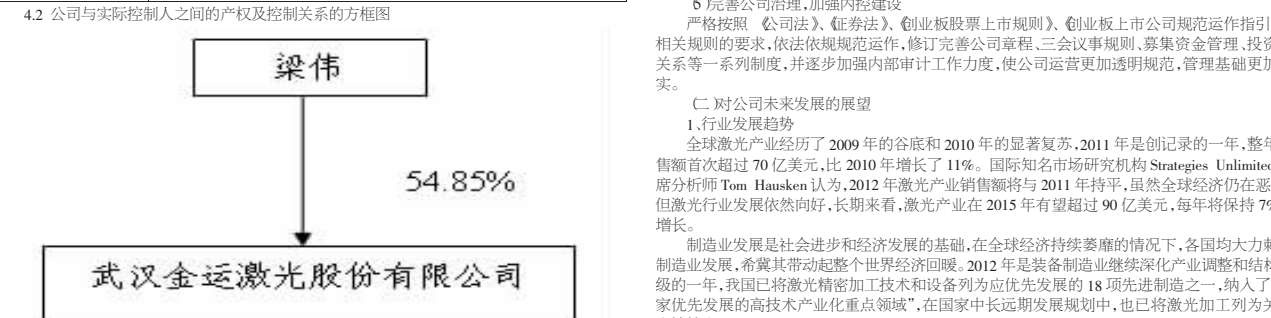 4.2 公司与实际控制人之间的产权及控制关系的方框图
梁伟
54.85%
武汉金运激光股份有限公司
6 )完善公司治理,加强内控建设
严格按照 《公司法》、《证券法》、《创业板股票上市规则》、《创业板上市公司规范运作指引
相关规则的要求,依法依规规范运作,修订完善公司章程、三会议事规则、募集资金管理、投资
关系等一系列制度,并逐步加强内部审计工作力度,使公司运营更加透明规范,管理基础更加
实。
(二 )对公司未来发展的展望
1、行业发展趋势
全球激光产业经历了 2009 年的谷底和 2010 年的显著复苏,2011 年是创记录的一年,整年
售额首次超过 70 亿美元,比 2010 年增长了 11%。国际知名市场研究机构 Strategies Unlimited
席分析师 Tom Hausken 认为,2012 年激光产业销售额将与 2011 年持平,虽然全球经济仍在恶
但激光行业发展依然向好,长期来看,激光产业在 2015 年有望超过 90 亿美元,每年将保持 7%
增长。
制造业发展是社会进步和经济发展的基础,在全球经济持续萎靡的情况下,各国均大力
制造业发展,希冀其带动起整个世界经济回暖。2012 年是装备制造业继续深化产业调整和结构
级的一年,我国已将激光精密加工技术和设备列为应优先发展的 18 项先进制造之一,纳入了
家优先发展的高技术产业化重点领域”,在国家中长远期发展规划中,也已将激光加工列为关